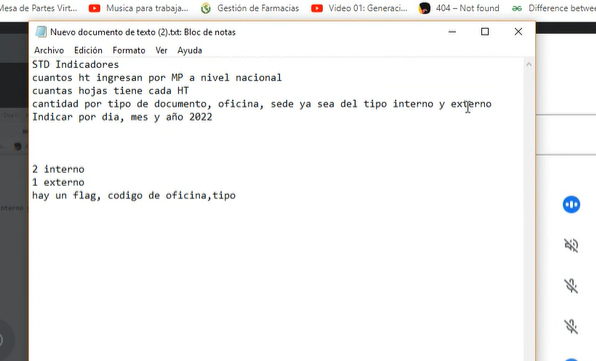 Mesa de Partes Virt... Musica para trabaja... Gestión de Farmacias Video 01: Generaci... 404 – Not found Difference betwee
Nuevo documento de texto (2).txt: Bloc de notas
Archivo Edición Formato Ver Ayuda
STD Indicadores
cuantos ht ingresan por MP a nivel nacional
cuantas hojas tiene cada HT
cantidad por tipo de documento, oficina, sede ya sea del tipo interno y externo
Indicar por dia, mes y año 2022
2 interno
1 externo
hay un flag, codigo de oficina,tipo